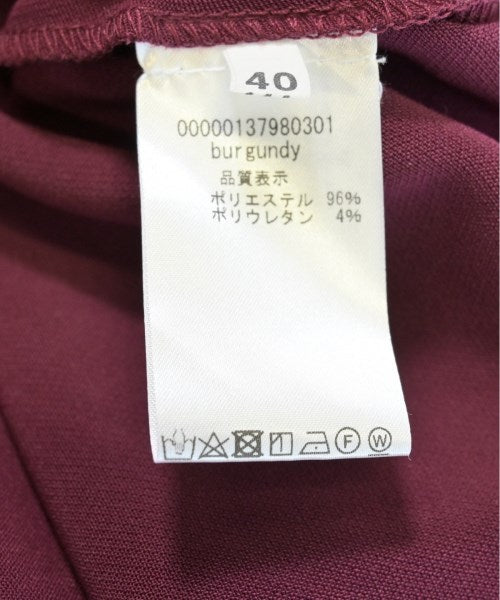 40
00000137980301
burgundy
品質表示
ポリエステル 96%
ポリウレタン 4%
F W